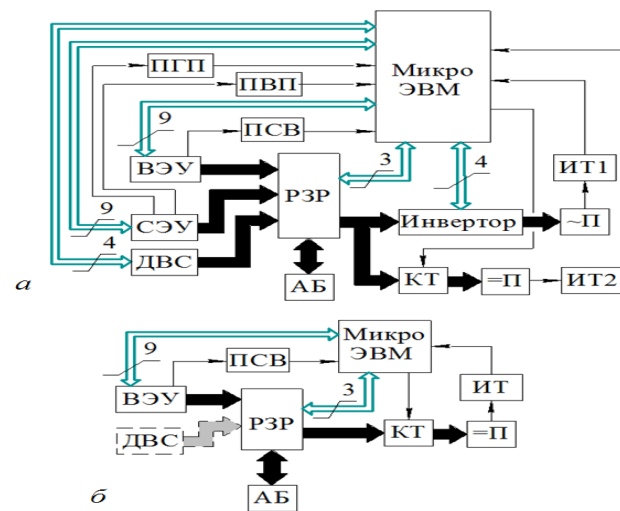 Микро
ЭВМ
ПГП
ПВП
9
ПСВ
ВЭУ
РЗР
3
4
ИТ1
9
СЭУ
Инвертор
~П
4
ДВС
а
АБ
КТ
=П
ИТ2
Микро
ЭВМ
9
ПСВ
ВЭУ
3
ИТ
РЗР
ДВС
КТ
=П
б
АБ